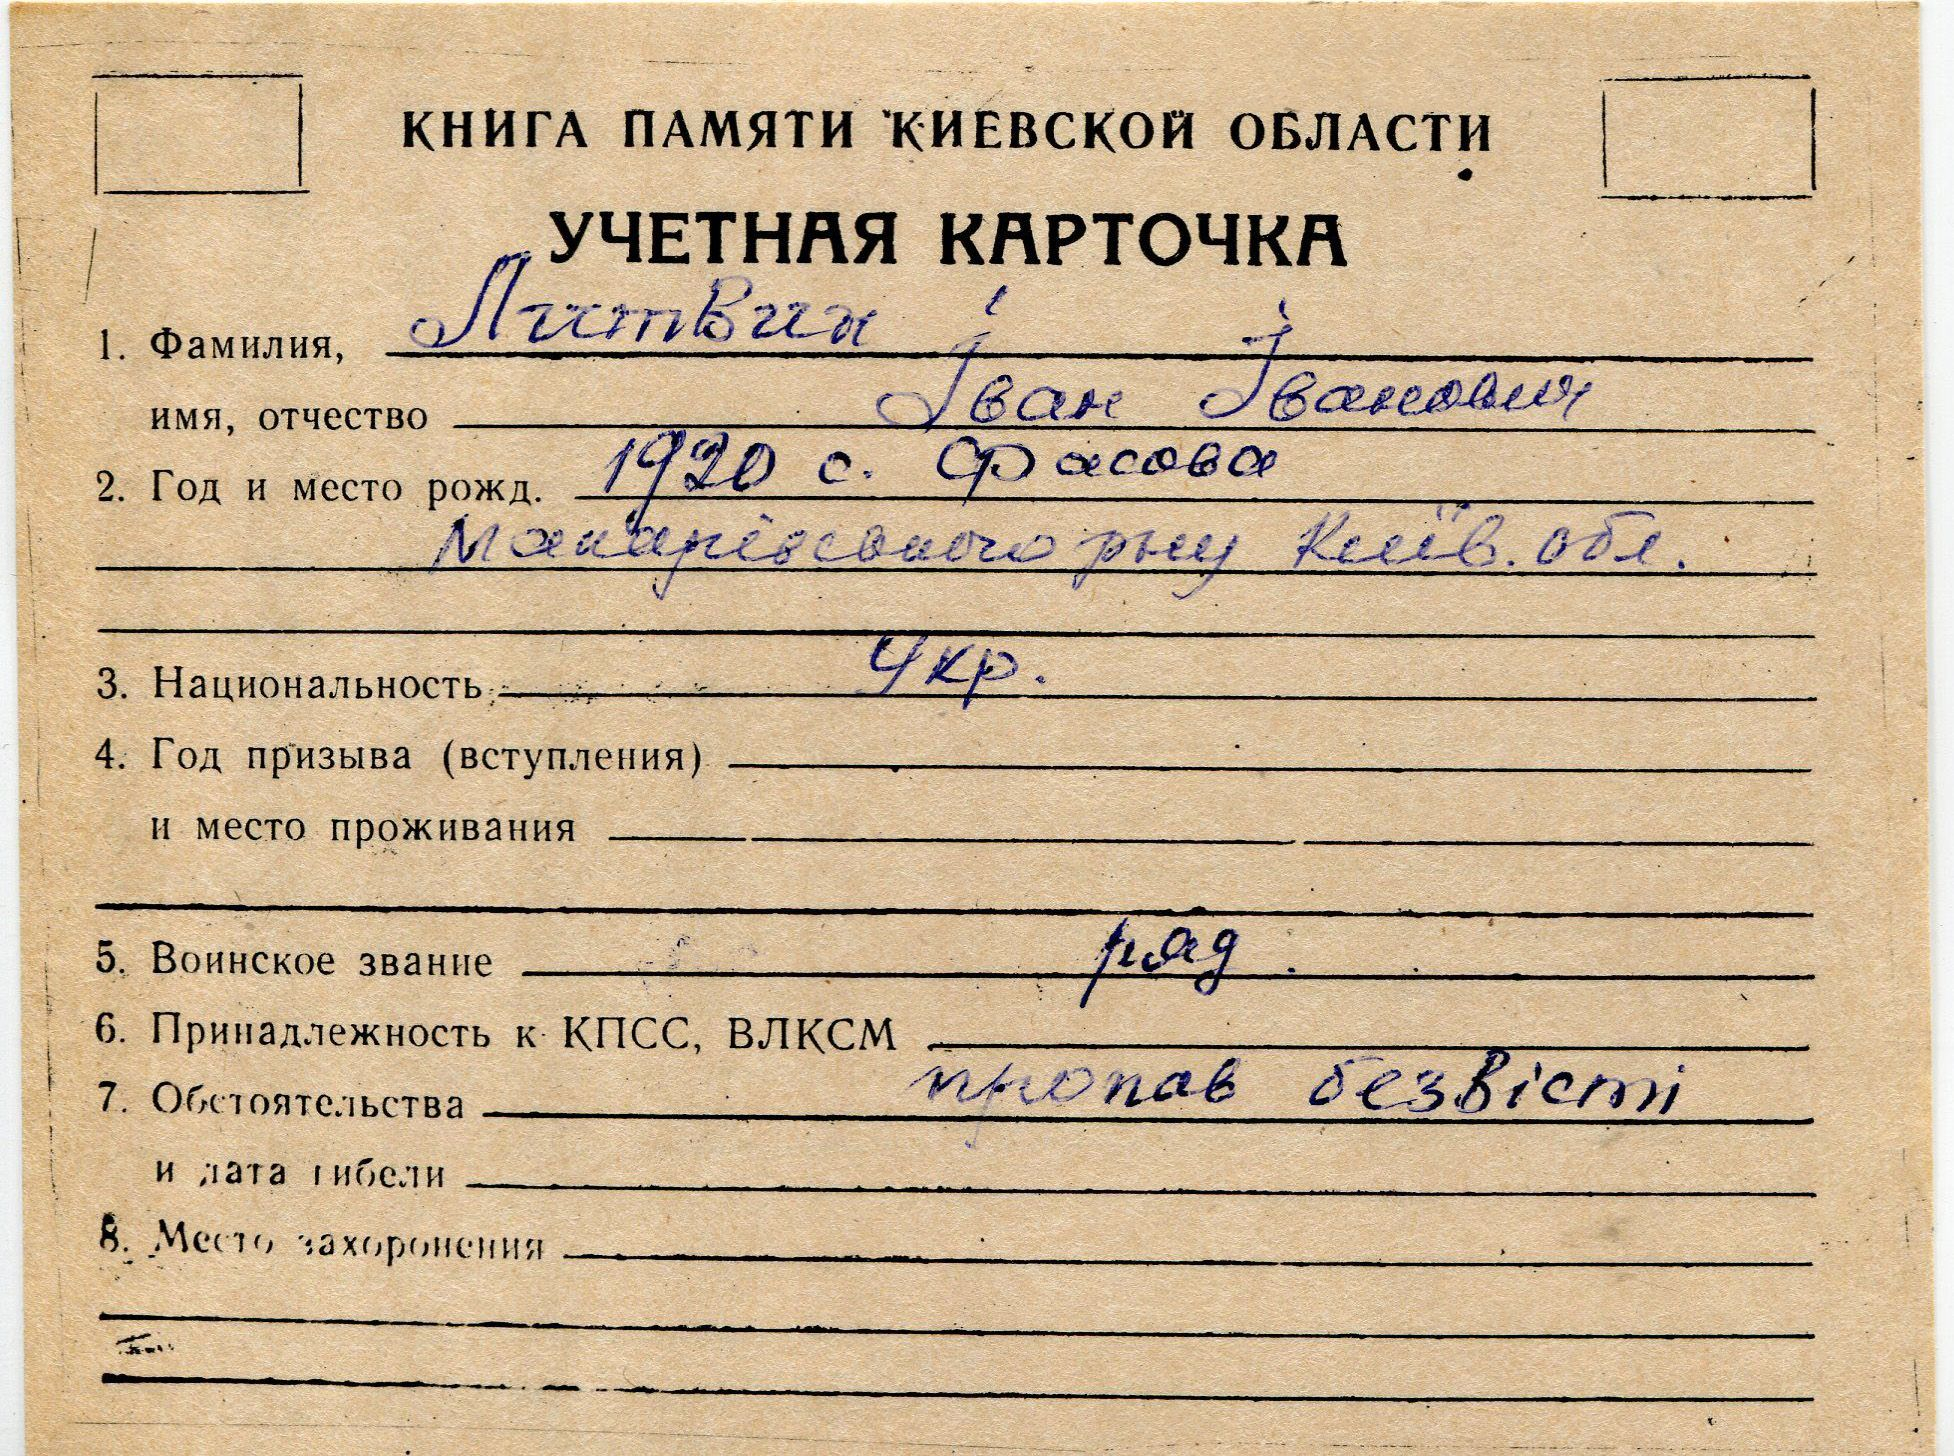 КНИГА ПАМЯТИ КИЕВСКОЙ ОБЛАСТИ
УЧЕТНАЯ КАРТОЧКА
1. Фамилия, Литвин
имя, отчество Іван Іванович
2. Год и место рожд. 1920 с. Фасова
Макарівського р-ну Київ. обл.
3. Национальность Укр.
4. Год призыва (вступления)
и место проживания
5. Воинское звание ряд.
6. Принадлежность к КПСС, ВЛКСМ
7. Обстоятельства пропав безвісті
и дата гибели
8. Место захоронения